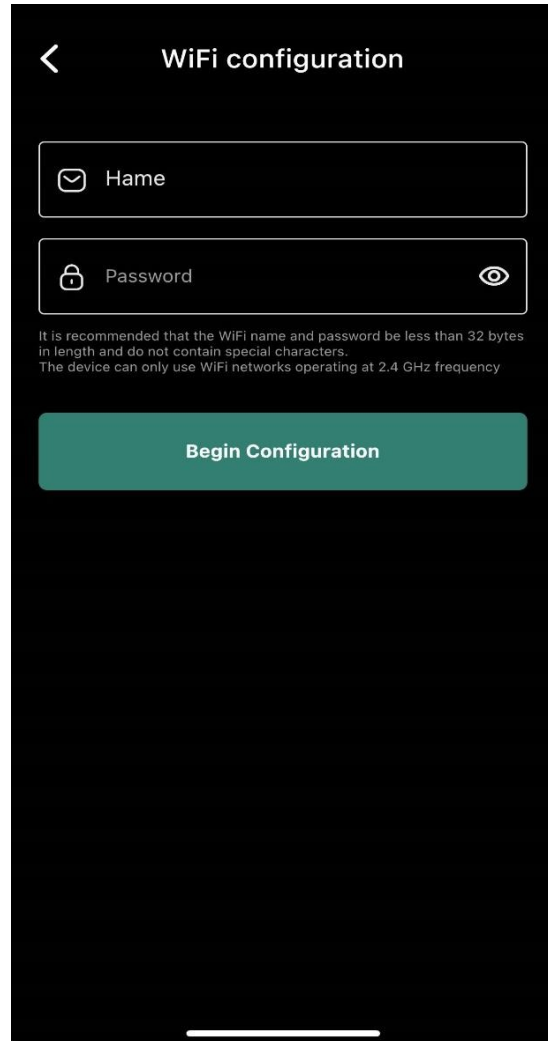 WiFi configuration
Hame
Password
It is recommended that the WiFi name and password be less than 32 bytes
in length and do not contain special characters.
The device can only use WiFi networks operating at 2.4 GHz frequency
Begin Configuration